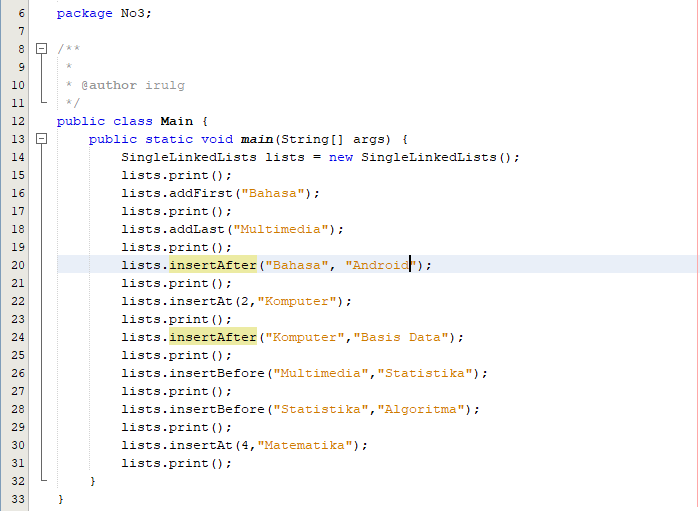 6 package No3;
7
8 /**
9 *
10 * @author irulg
11 */
12 public class Main {
13 public static void main(String[] args) {
14 SingleLinkedLists lists = new SingleLinkedLists();
15 lists.print();
16 lists.addFirst("Bahasa");
17 lists.print();
18 lists.addLast("Multimedia");
19 lists.print();
20 lists.insertAfter("Bahasa", "Android");
21 lists.print();
22 lists.insertAt(2,"Komputer");
23 lists.print();
24 lists.insertAfter("Komputer","Basis Data");
25 lists.print();
26 lists.insertBefore("Multimedia","Statistika");
27 lists.print();
28 lists.insertBefore("Statistika","Algoritma");
29 lists.print();
30 lists.insertAt(4,"Matematika");
31 lists.print();
32 }
33 }